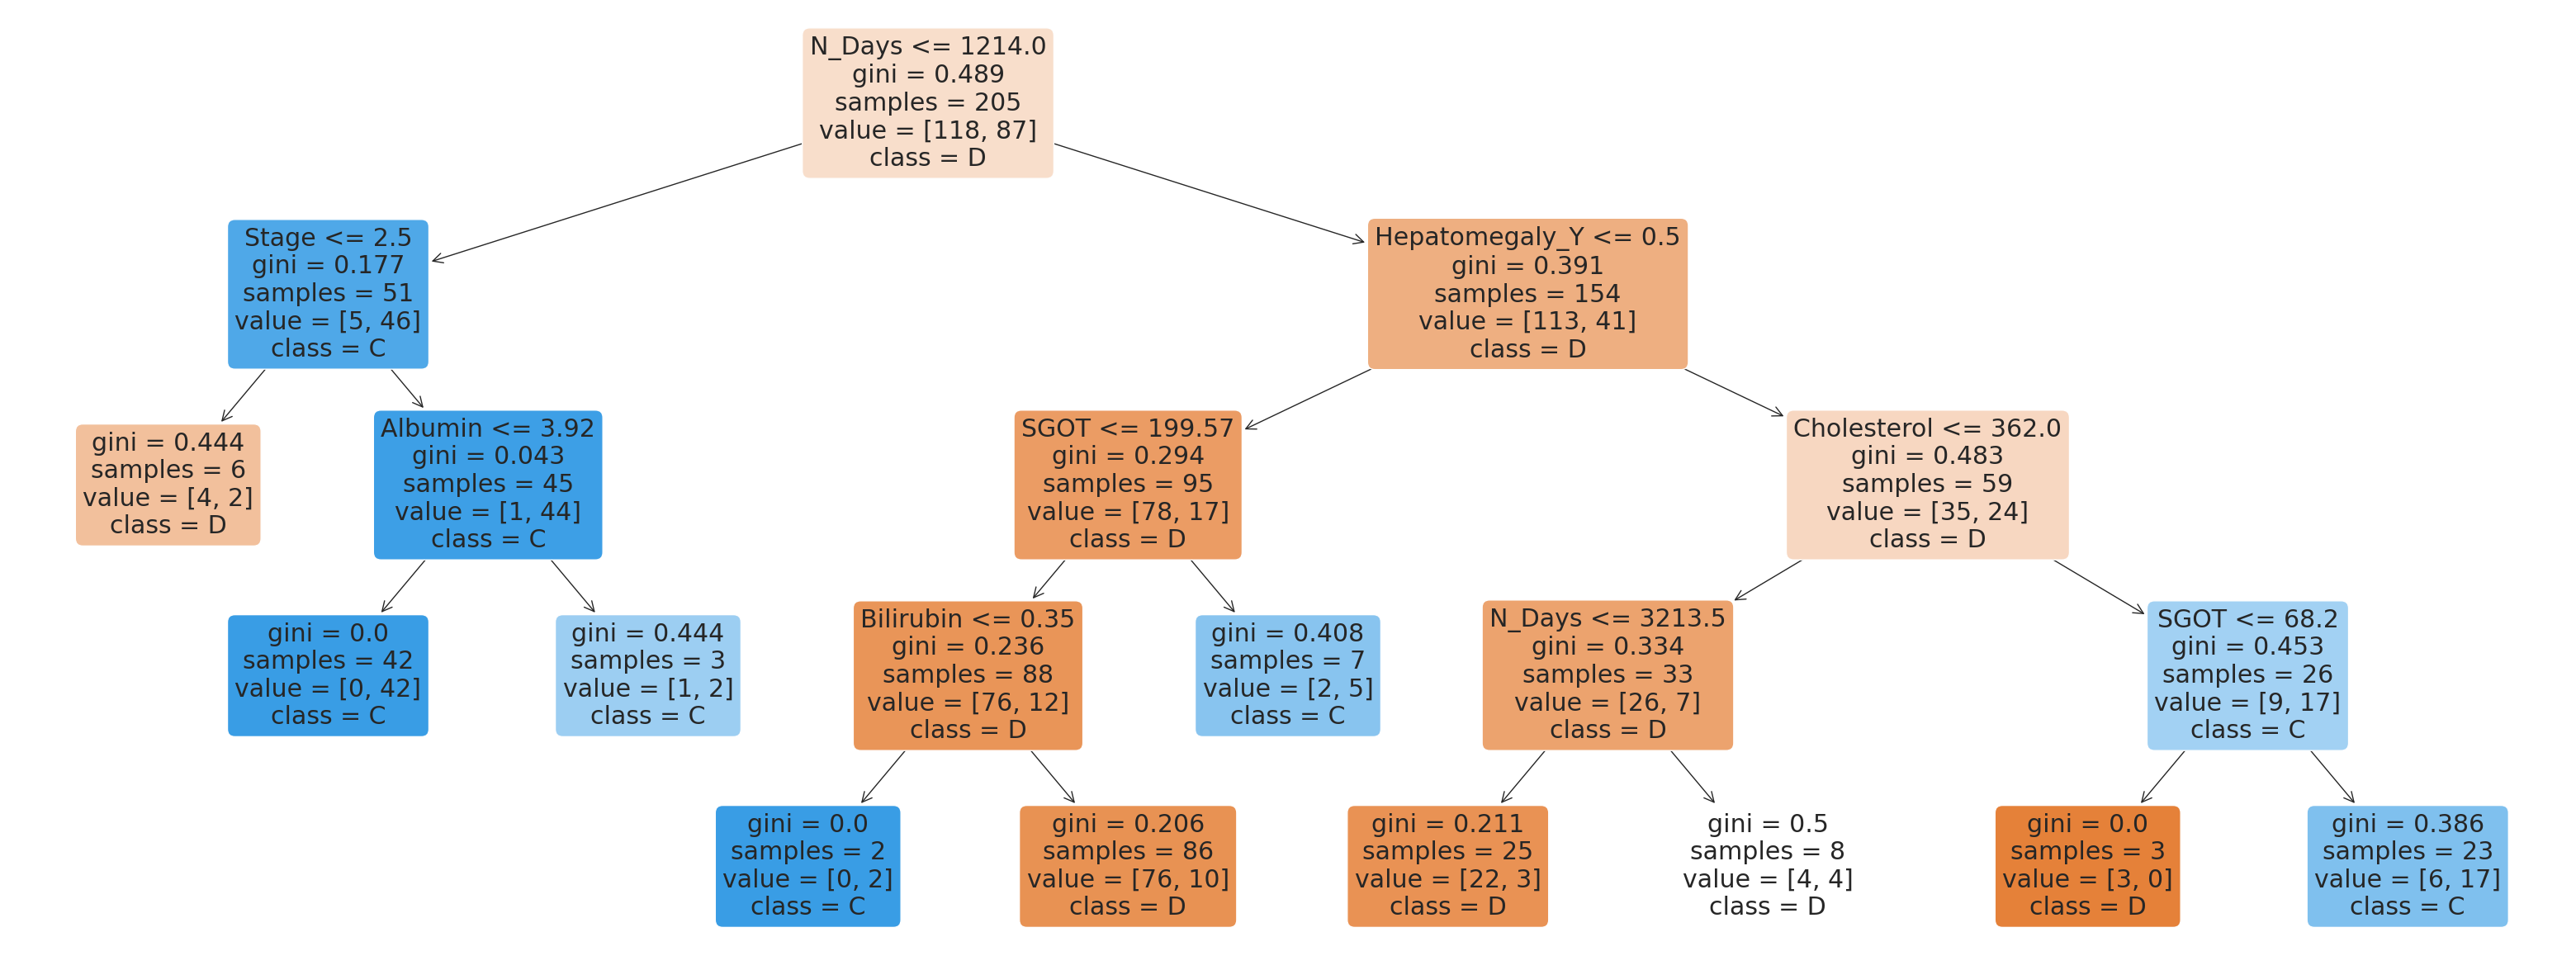 N_Days <= 1214.0
gini = 0.489
samples = 205
value = [118, 87]
class = D
Stage <= 2.5
gini = 0.177
samples = 51
value = [5, 46]
class = C
Hepatomegaly_Y <= 0.5
gini = 0.391
samples = 154
value = [113, 41]
class = D
gini = 0.444
samples = 6
value = [4, 2]
class = D
Albumin <= 3.92
gini = 0.043
samples = 45
value = [1, 44]
class = C
SGOT <= 199.57
gini = 0.294
samples = 95
value = [78, 17]
class = D
Cholesterol <= 362.0
gini = 0.483
samples = 59
value = [35, 24]
class = D
gini = 0.0
samples = 42
value = [0, 42]
class = C
gini = 0.444
samples = 3
value = [1, 2]
class = C
Bilirubin <= 0.35
gini = 0.236
samples = 88
value = [76, 12]
class = D
gini = 0.408
samples = 7
value = [2, 5]
class = C
N_Days <= 3213.5
gini = 0.334
samples = 33
value = [26, 7]
class = D
SGOT <= 68.2
gini = 0.453
samples = 26
value = [9, 17]
class = C
gini = 0.0
samples = 2
value = [0, 2]
class = C
gini = 0.206
samples = 86
value = [76, 10]
class = D
gini = 0.211
samples = 25
value = [22, 3]
class = D
gini = 0.5
samples = 8
value = [4, 4]
class = D
gini = 0.0
samples = 3
value = [3, 0]
class = D
gini = 0.386
samples = 23
value = [6, 17]
class = C